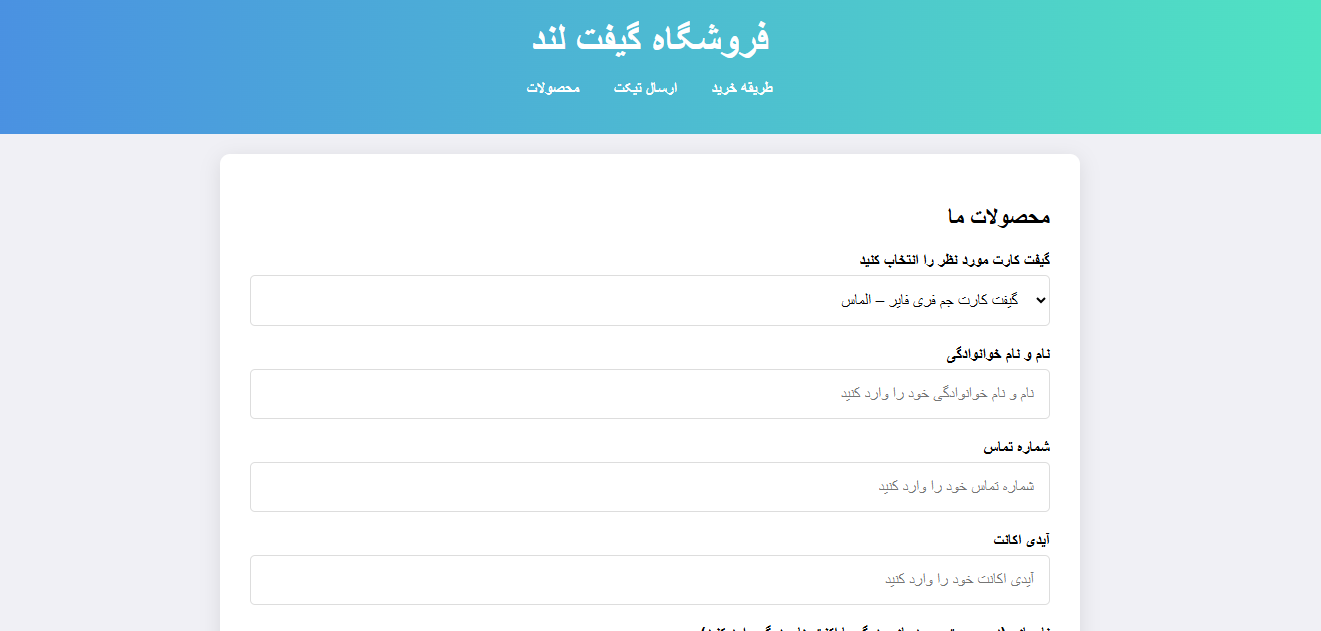 فروشگاه گیفت لند
طریقه خرید ارسال تیکت محصولات
محصولات ما
گیفت کارت مورد نظر را انتخاب کنید
گیفت کارت جم فری فایر – الماس
نام و نام خوانوادگی
نام و نام خوانوادگی خود را وارد کنید
شماره تماس
شماره تماس خود را وارد کنید
آیدی اکانت
آیدی اکانت خود را وارد کنید